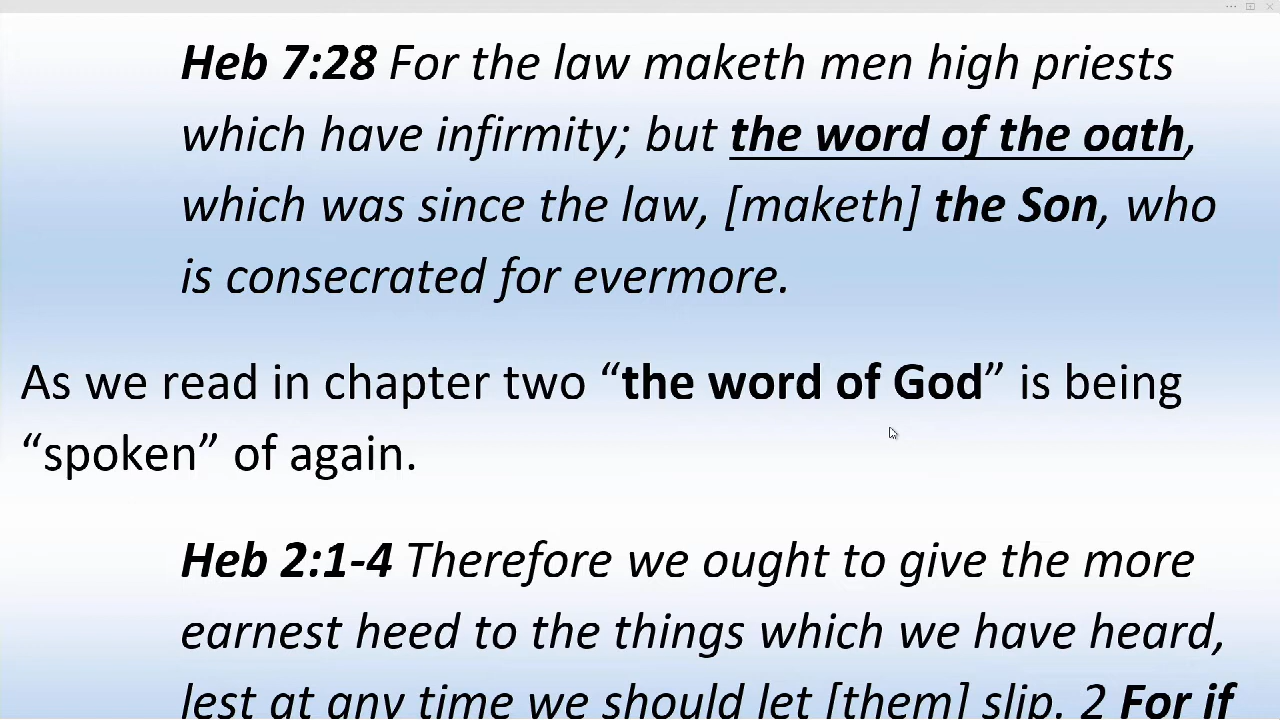 Heb 7:28 For the law maketh men high priests
which have infirmity; but the word of the oath,
which was since the law, [maketh] the Son, who
is consecrated for evermore.
As we read in chapter two “the word of God” is being
“spoken” of again.
Heb 2:1-4 Therefore we ought to give the more
earnest heed to the things which we have heard,
lest at any time we should let [them] slip. 2 For if